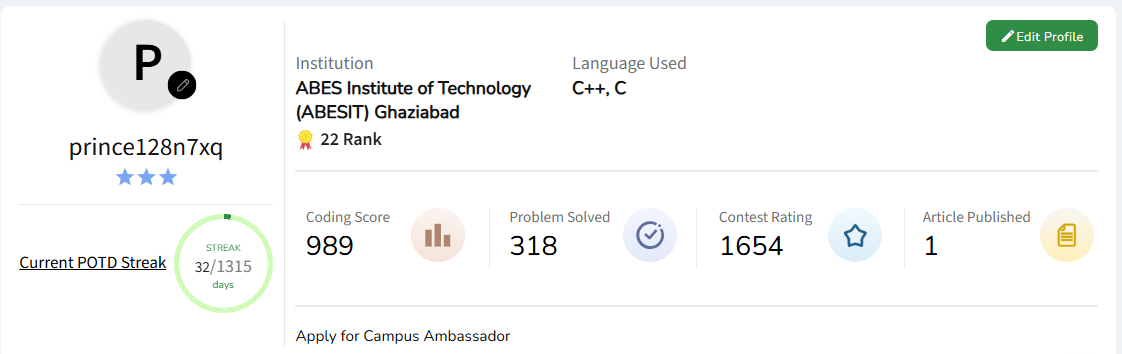 P
prince128n7xq
Current POTD Streak
STREAK
32/1315
days
Edit Profile
Institution
ABES Institute of Technology
(ABESIT) Ghaziabad
22 Rank
Language Used
C++, C
Coding Score
989
Problem Solved
318
Contest Rating
1654
Article Published
1
Apply for Campus Ambassador